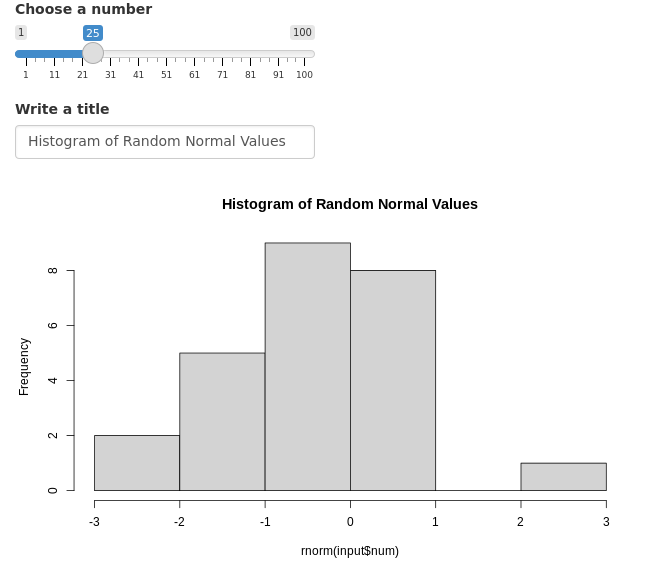 Choose a number
1 25 100
1 11 21 31 41 51 61 71 81 91 100
Write a title
Histogram of Random Normal Values
Histogram of Random Normal Values
8
6
4
2
0
Frequency
-3 -2 -1 0 1 2 3
rnorm(input$num)